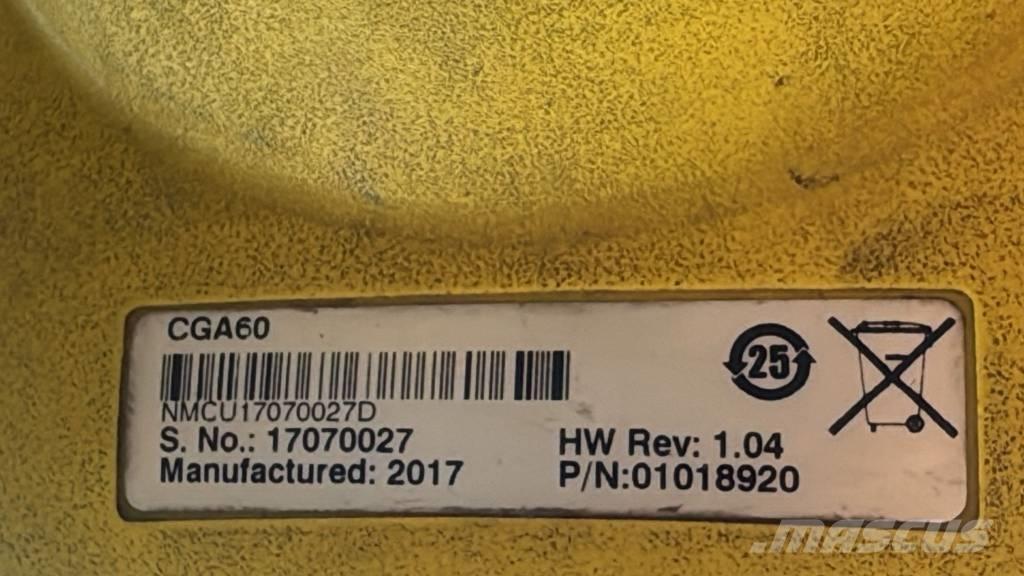 CGA60
NMCU17070027D
S. No.: 17070027
Manufactured: 2017
25
HW Rev: 1.04
P/N:01018920
MASCUS